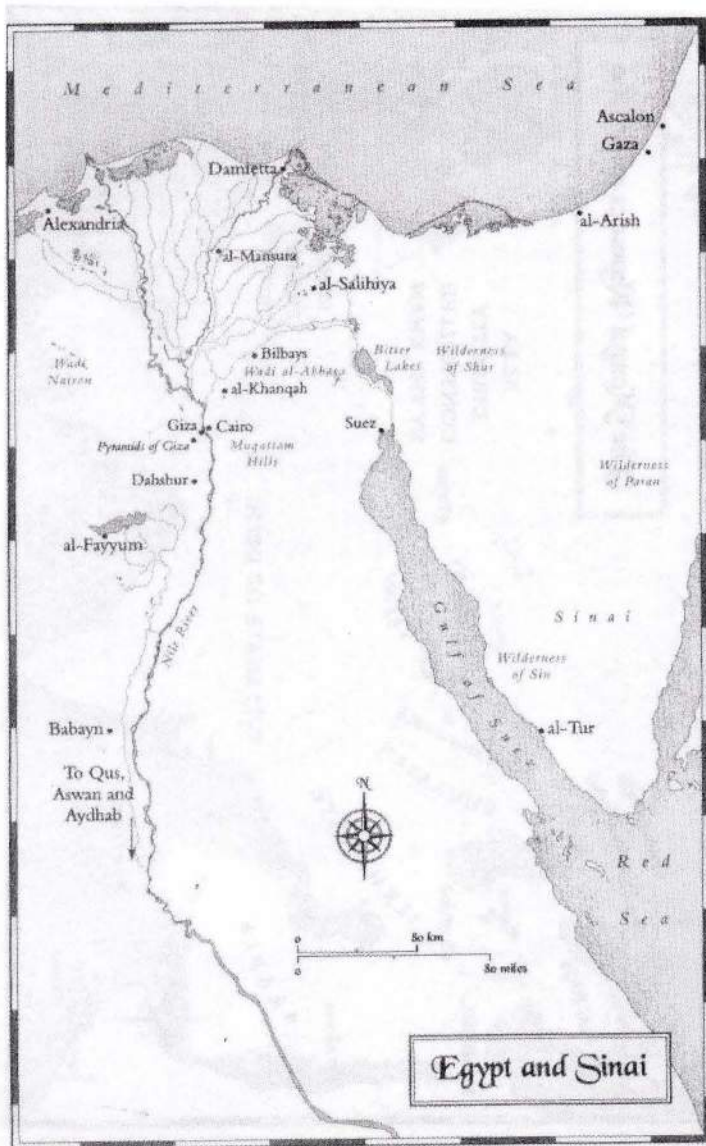 Mediterranean Sea
Ascalon
Gaza
Damietta
Alexandria
al-Arish
al-Mansura
al-Salihiya
Bilbays
Wadi al-Akhasa
Bitter
Lakes
Wilderness
of Shur
Wadi
Natron
al-Khanqah
Giza
Cairo
Suez
Pyramids of Giza
Muqattam
Hills
Wilderness
of Paran
Dahshur
al-Fayyum
Nile River
Gulf of Suez
Sinai
Wilderness
of Sin
Babayn
al-Tur
To Qus,
Aswan and
Aydhab
N
Red
Sea
0 80 km
0 80 miles
Egypt and Sinai